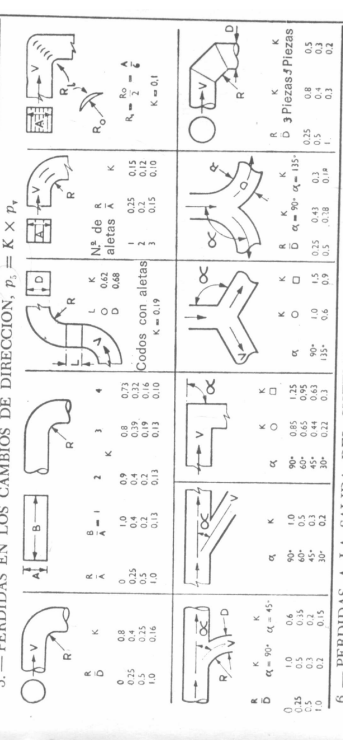 5. — PERDIDAS EN LOS CAMBIOS DE DIRECCION, p₅ = K × pᵥ
V
R
R/D K
0 0.8
0.25 0.4
0.5 0.25
1.0 0.16
A
B
R
R/A B/A = 1 2 3 4
K
0 1.0 0.9 0.8 0.73
0.25 0.4 0.4 0.39 0.32
0.5 0.2 0.2 0.19 0.16
1.0 0.13 0.13 0.13 0.10
D
R
L
V
L K
O 0.62
D 0.68
Codos con aletas
K = 0.19
A
V
R
N.º de aletas R/A K
1 0.25 0.15
2 0.2 0.12
3 0.15 0.10
A
V
R
R₀
R₁ = R₀/2 = A/6
K = 0,1
V
α
R
D
R/D K α = 90° K α = 45°
0 1.0 0.6
0.25 0.5 0.35
0.5 0.3 0.2
1.0 0.2 0.15
V
α
V
α K
90° 1.0
60° 0.5
45° 0.3
30° 0.2
V
α
α K ○ K □
90° 0.85 1.25
60° 0.65 0.95
45° 0.44 0.63
30° 0.22 0.3
α
V
α K ○ K □
90° 1.0 1.5
135° 0.6 0.9
α
R
D
R/D K α = 90° K α = 135°
0.25 0.43 0.3
0.5 0.28 0.18
V
D
R
R/D K 3 Piezas K 5 Piezas
0.25 0.8 0.5
0.5 0.4 0.3
1 0.3 0.2
6. — PERDIDAS A LA SALIDA DEL